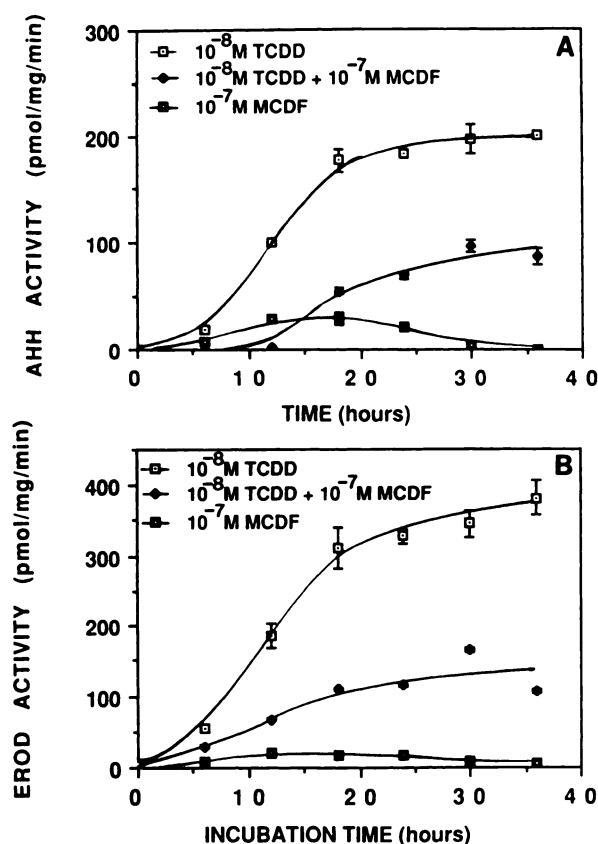 A
10⁻⁸M TCDD
10⁻⁸M TCDD + 10⁻⁷M MCDF
10⁻⁷M MCDF
AHH ACTIVITY (pmol/mg/min)
300
200
100
0
0 10 20 30 40
TIME (hours)
B
10⁻⁸M TCDD
10⁻⁸M TCDD + 10⁻⁷M MCDF
10⁻⁷M MCDF
EROD ACTIVITY (pmol/mg/min)
400
300
200
100
0
0 10 20 30 40
INCUBATION TIME (hours)